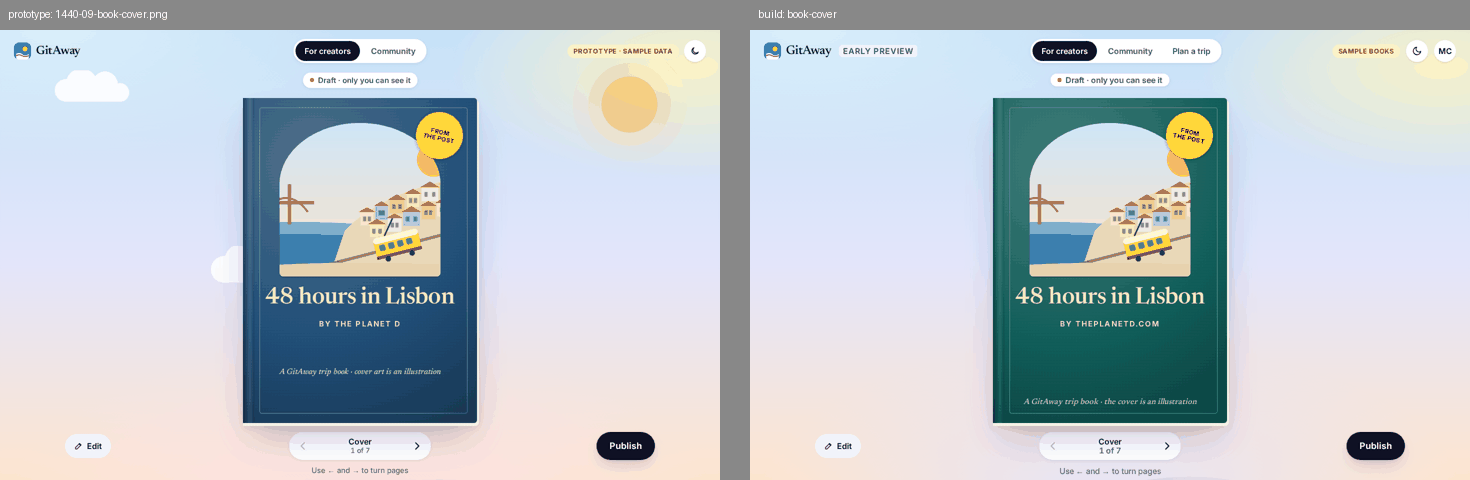 prototype: 1440-09-book-cover.png
GitAway
For creators
Community
PROTOTYPE · SAMPLE DATA
Draft · only you can see it
FROM
THE POST
48 hours in Lisbon
BY THE PLANET D
A GitAway trip book · cover art is an illustration
Edit
Cover
1 of 7
Publish
Use ← and → to turn pages
build: book-cover
GitAway
EARLY PREVIEW
For creators
Community
Plan a trip
SAMPLE BOOKS
MC
Draft · only you can see it
FROM
THE POST
48 hours in Lisbon
BY THEPLANETD.COM
A GitAway trip book · the cover is an illustration
Edit
Cover
1 of 7
Publish
Use ← and → to turn pages